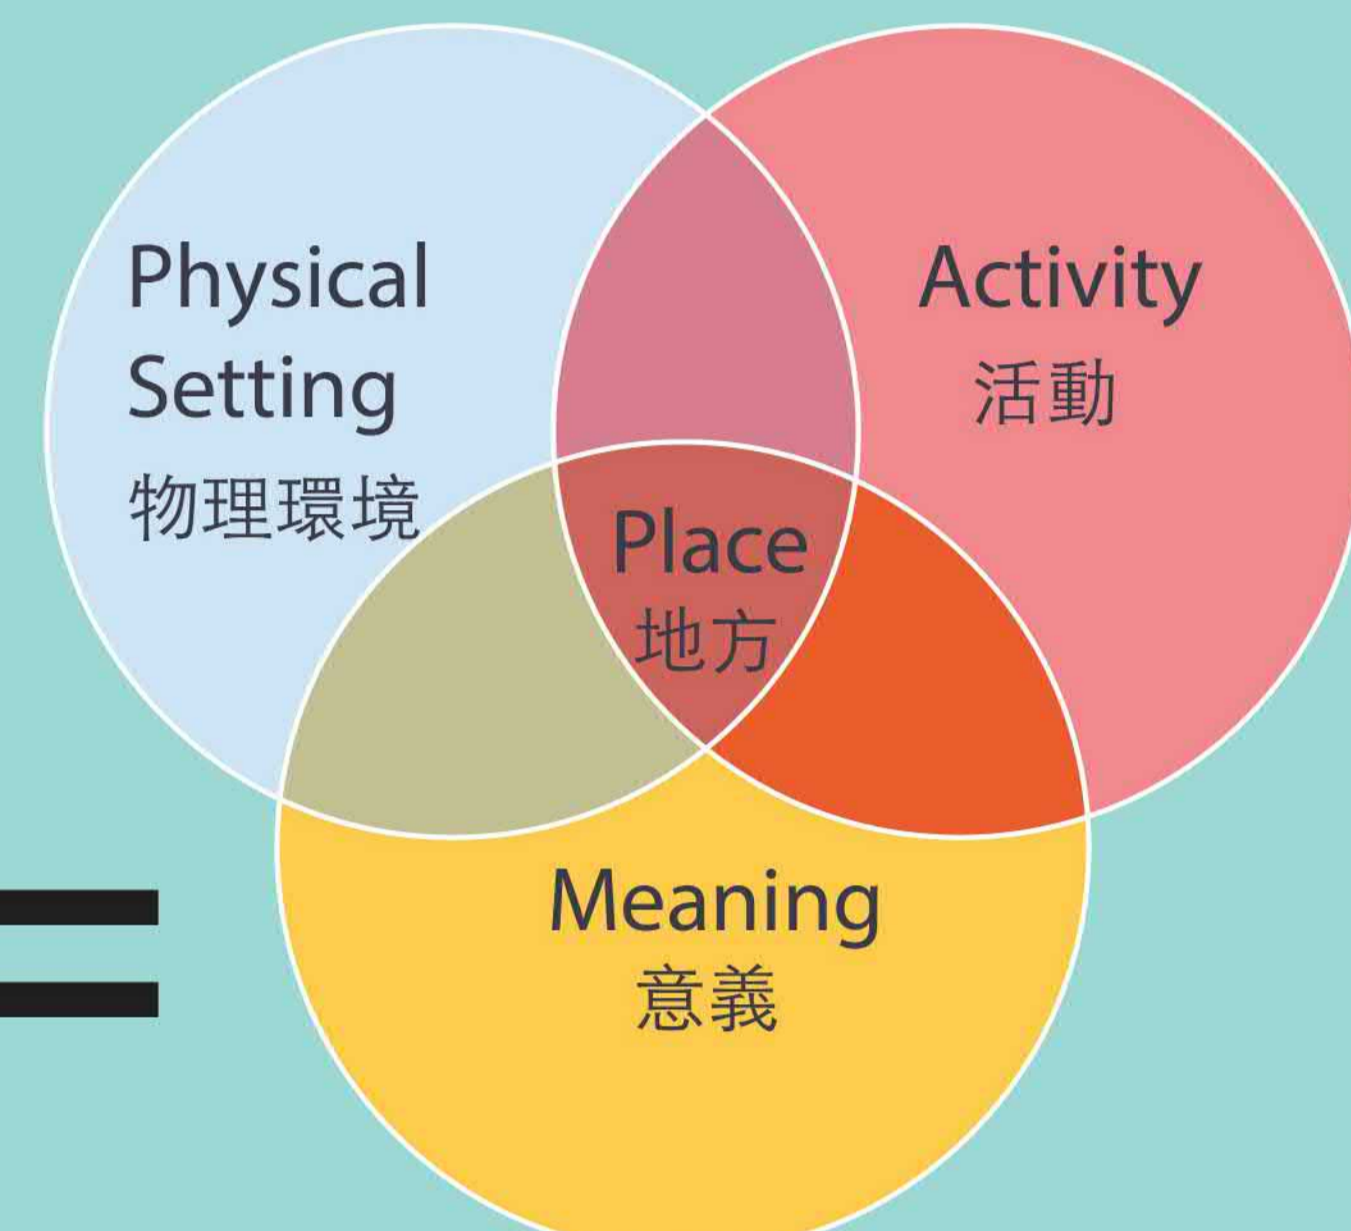 Physical
Setting
物理環境
Activity
活動
Place
地方
Meaning
意義